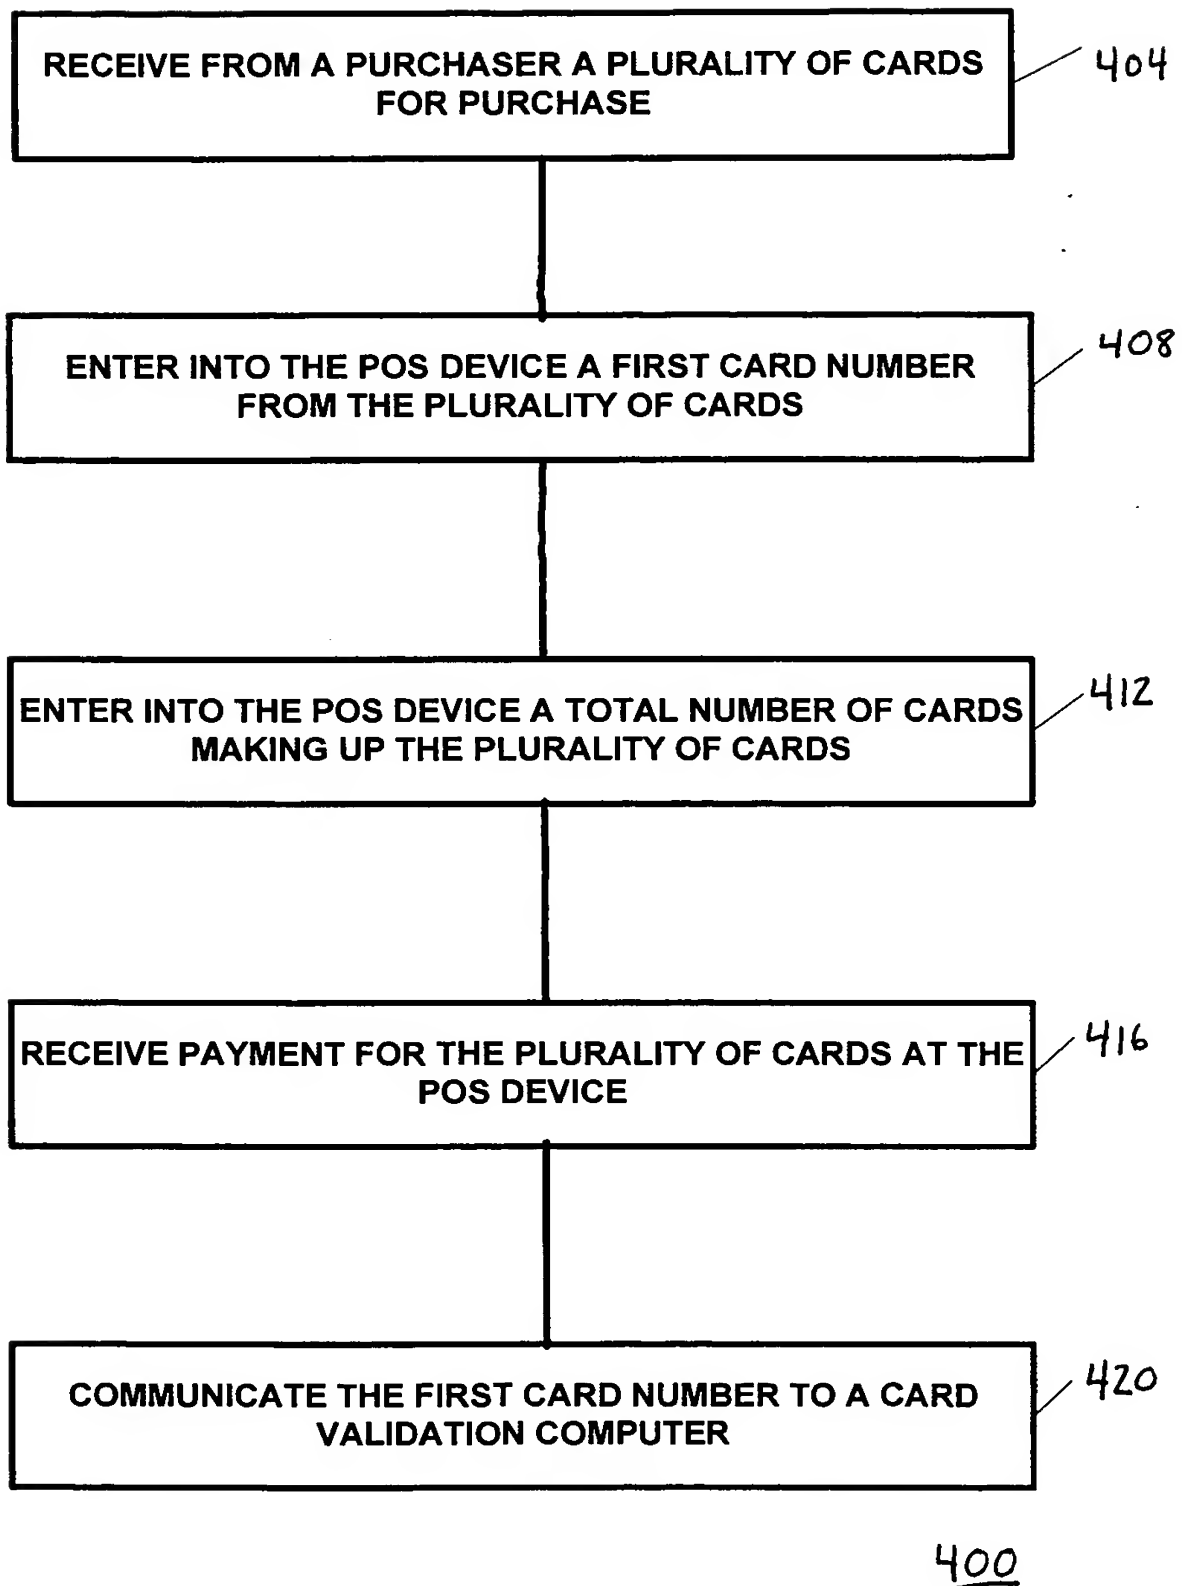 RECEIVE FROM A PURCHASER A PLURALITY OF CARDS
FOR PURCHASE
404
ENTER INTO THE POS DEVICE A FIRST CARD NUMBER
FROM THE PLURALITY OF CARDS
408
ENTER INTO THE POS DEVICE A TOTAL NUMBER OF CARDS
MAKING UP THE PLURALITY OF CARDS
412
RECEIVE PAYMENT FOR THE PLURALITY OF CARDS AT THE
POS DEVICE
416
COMMUNICATE THE FIRST CARD NUMBER TO A CARD
VALIDATION COMPUTER
420
400